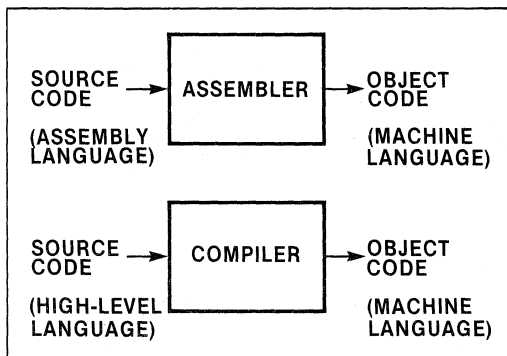 SOURCE CODE
(ASSEMBLY LANGUAGE)
ASSEMBLER
OBJECT CODE
(MACHINE LANGUAGE)
SOURCE CODE
(HIGH-LEVEL LANGUAGE)
COMPILER
OBJECT CODE
(MACHINE LANGUAGE)